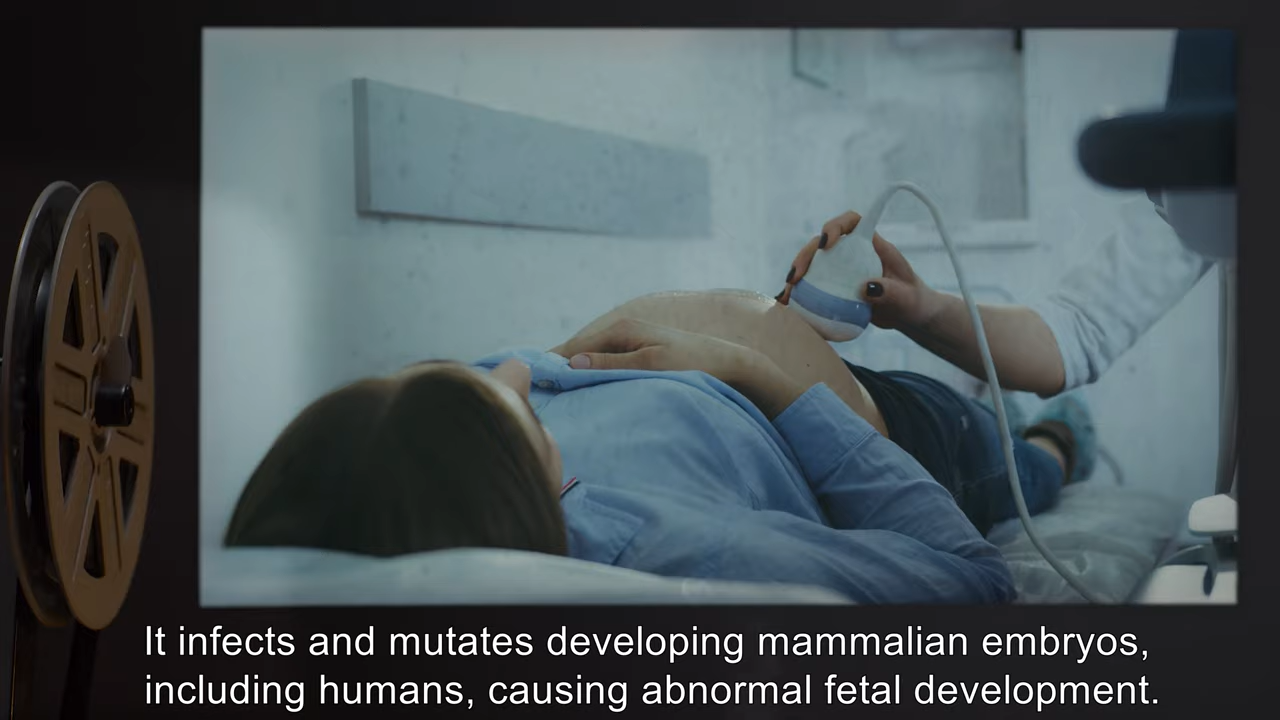 It infects and mutates developing mammalian embryos,
including humans, causing abnormal fetal development.